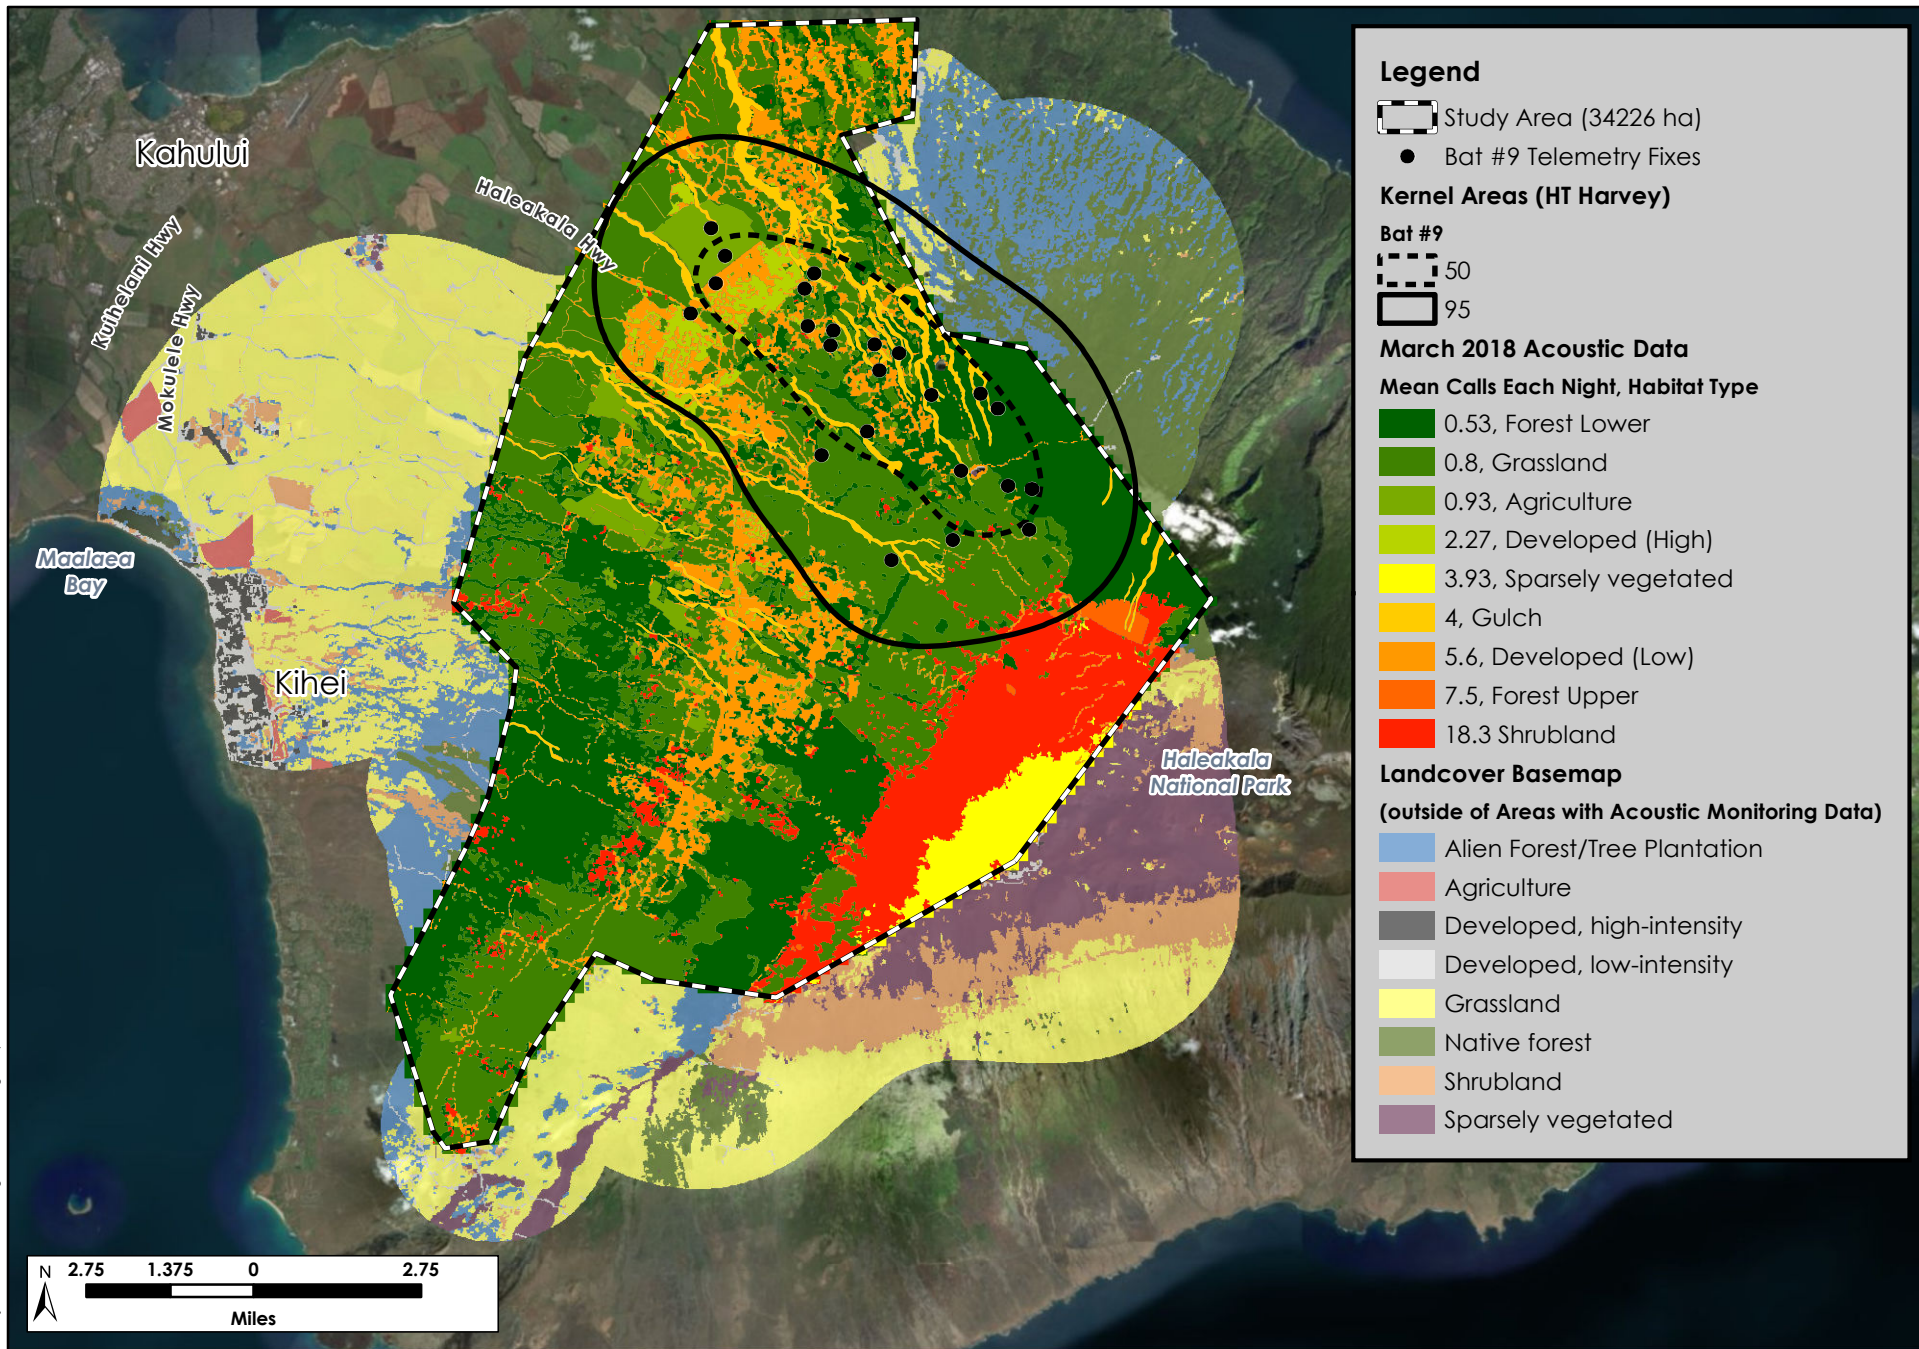 Kahului
Haleakala Hwy
Kuihelani Hwy
Mokulele Hwy
Maalaea
Bay
Kihei
Haleakala
National Park
N
2.75 1.375 0 2.75
Miles
Legend
Study Area (34226 ha)
Bat #9 Telemetry Fixes
Kernel Areas (HT Harvey)
Bat #9
50
95
March 2018 Acoustic Data
Mean Calls Each Night, Habitat Type
0.53, Forest Lower
0.8, Grassland
0.93, Agriculture
2.27, Developed (High)
3.93, Sparsely vegetated
4, Gulch
5.6, Developed (Low)
7.5, Forest Upper
18.3 Shrubland
Landcover Basemap
(outside of Areas with Acoustic Monitoring Data)
Alien Forest/Tree Plantation
Agriculture
Developed, high-intensity
Developed, low-intensity
Grassland
Native forest
Shrubland
Sparsely vegetated